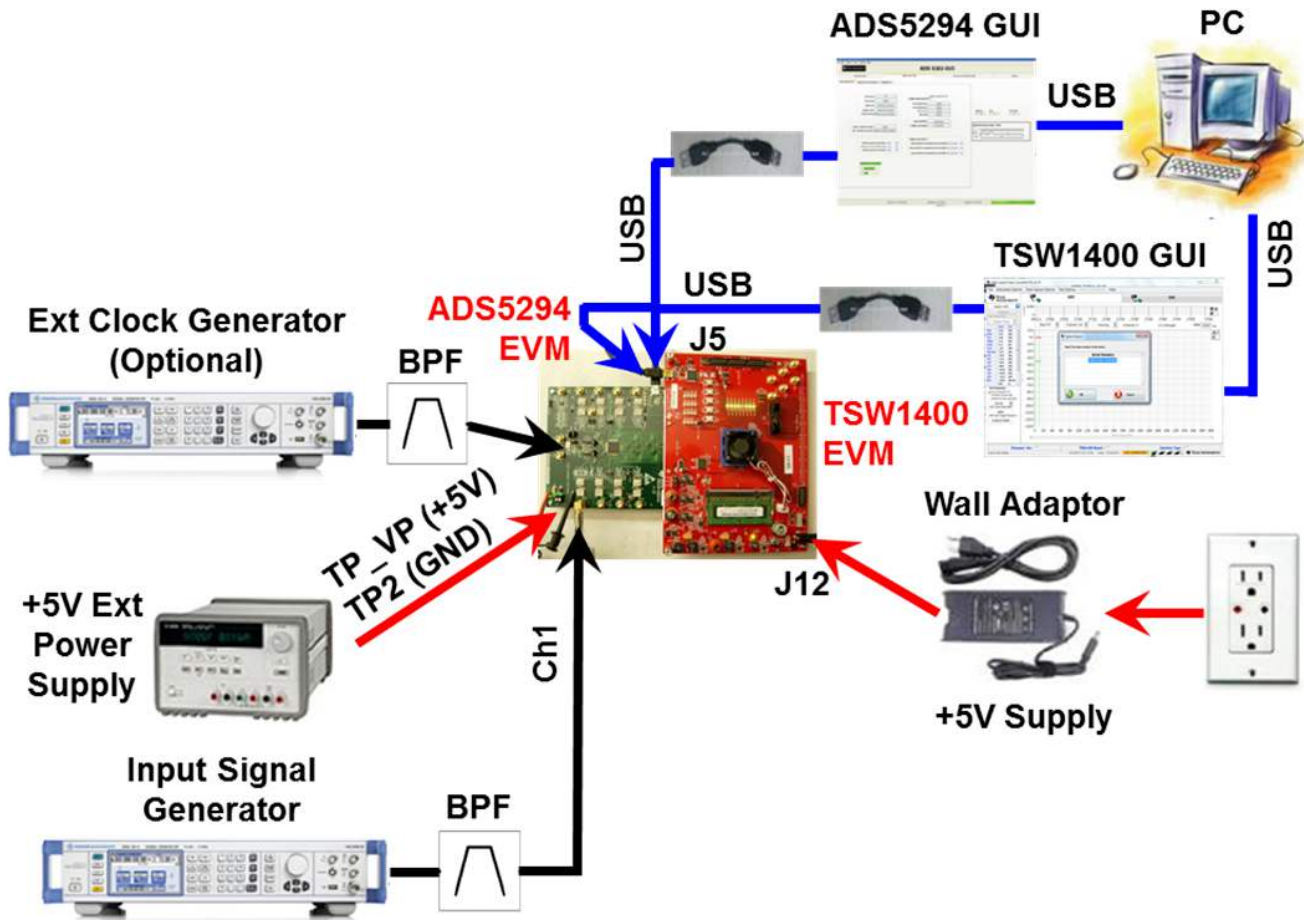 ADS5294 GUI
PC
USB
USB
USB
TSW1400 GUI
USB
ADS5294
EVM
J5
Ext Clock Generator
(Optional)
BPF
TSW1400
EVM
Wall Adaptor
TP_VP (+5V)
TP2 (GND)
J12
+5V Ext
Power
Supply
Ch1
+5V Supply
Input Signal
Generator
BPF